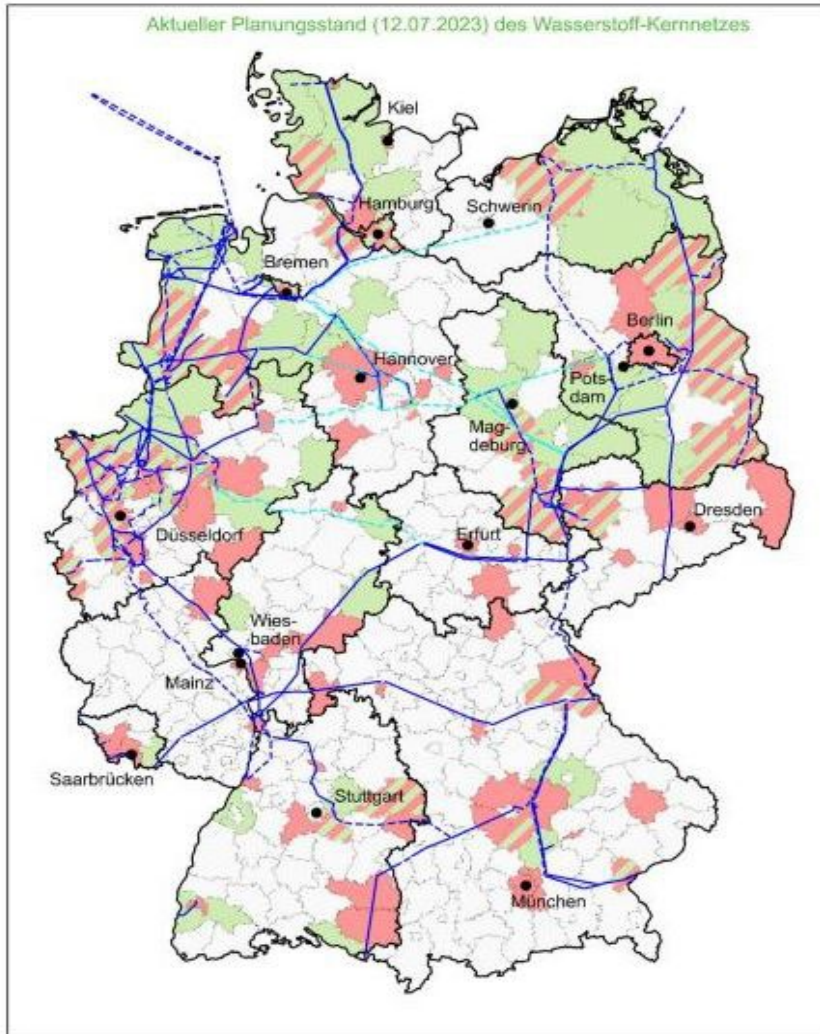 Aktueller Planungsstand (12.07.2023) des Wasserstoff-Kernnetzes
Kiel
Hamburg
Schwerin
Bremen
Berlin
Hannover
Pots-
dam
Mag-
deburg
Düsseldorf
Erfurt
Dresden
Wies-
baden
Mainz
Saarbrücken
Stuttgart
München